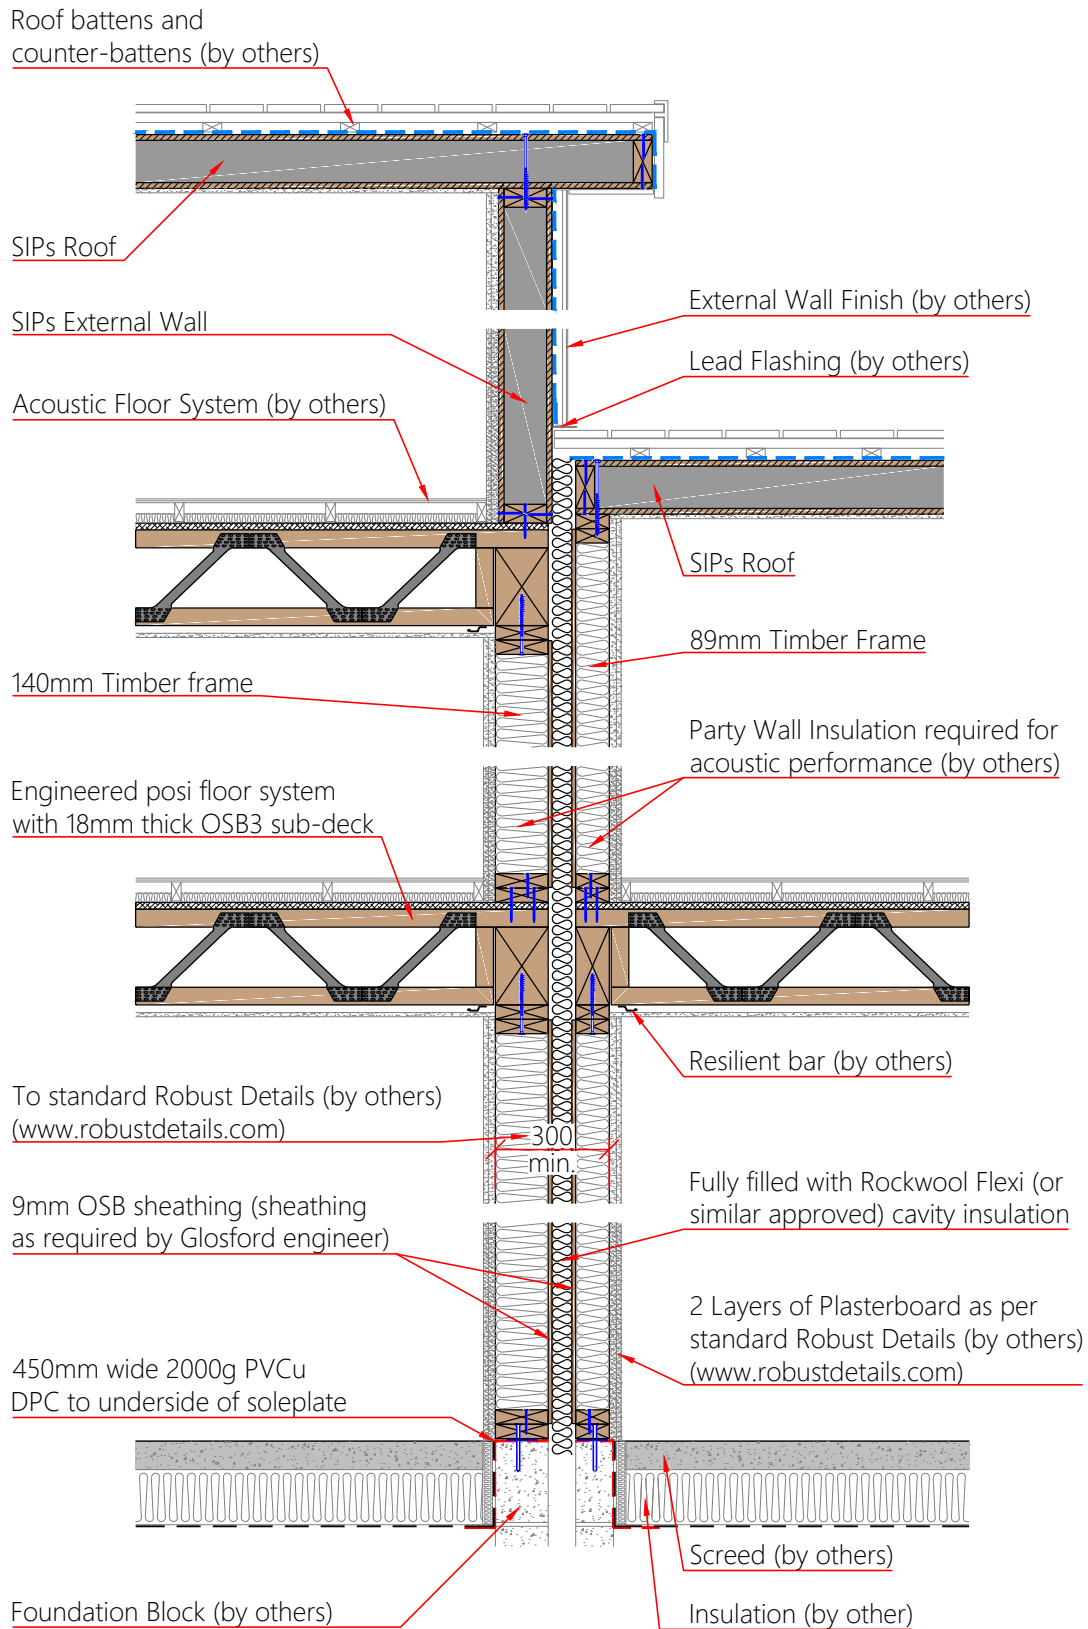 Roof battens and
counter-battens (by others)
SIPs Roof
SIPs External Wall
External Wall Finish (by others)
Lead Flashing (by others)
Acoustic Floor System (by others)
SIPs Roof
89mm Timber Frame
140mm Timber frame
Party Wall Insulation required for
acoustic performance (by others)
Engineered posi floor system
with 18mm thick OSB3 sub-deck
Resilient bar (by others)
To standard Robust Details (by others)
(www.robustdetails.com)
300
min.
Fully filled with Rockwool Flexi (or
similar approved) cavity insulation
9mm OSB sheathing (sheathing
as required by Glosford engineer)
2 Layers of Plasterboard as per
standard Robust Details (by others)
(www.robustdetails.com)
450mm wide 2000g PVCu
DPC to underside of soleplate
Screed (by others)
Foundation Block (by others)
Insulation (by other)